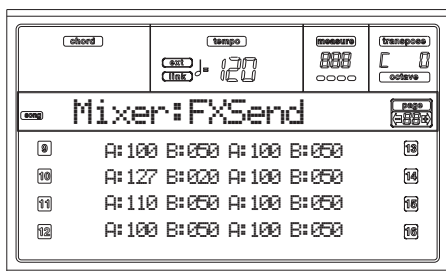 chord tempo measure transpose
ext link ♩= 120 888 C 0
octave
song Mixer:FXSend page 88
9 A:100 B:050 A:100 B:050 13
10 A:127 B:020 A:100 B:050 14
11 A:110 B:050 A:100 B:050 15
12 A:100 B:050 A:100 B:050 16